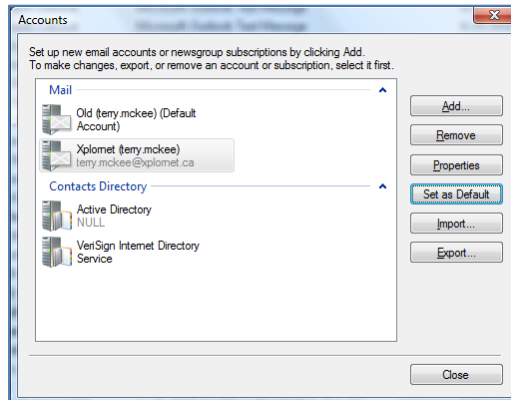 Accounts
Set up new email accounts or newsgroup subscriptions by clicking Add.
To make changes, export, or remove an account or subscription, select it first.
Mail
Old (terry.mckee) (Default
Account)
Xplornet (terry.mckee)
terry.mckee@xplornet.ca
Contacts Directory
Active Directory
NULL
VeriSign Internet Directory
Service
Add...
Remove
Properties
Set as Default
Import...
Export...
Close